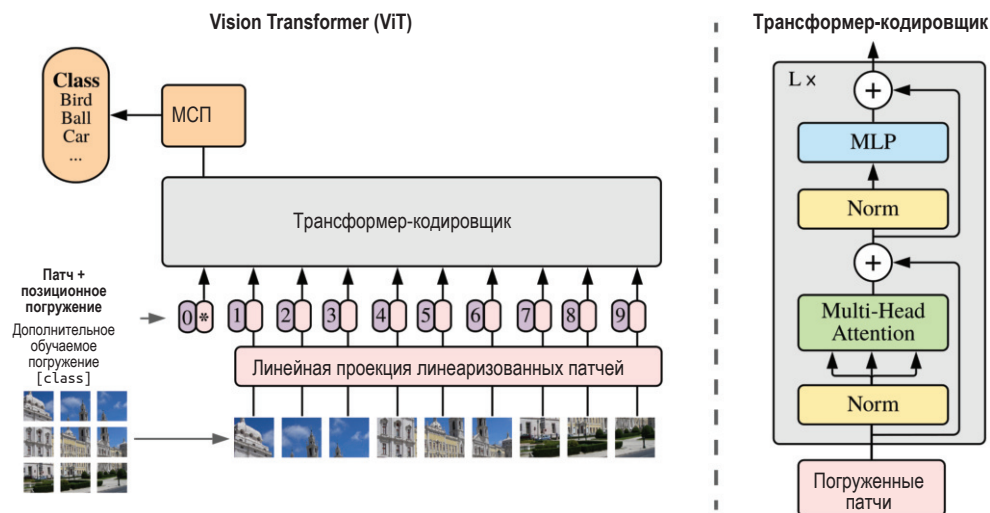 Vision Transformer (ViT)
Class
Bird
Ball
Car
...
МСП
Трансформер-кодировщик
Патч +
позиционное
погружение
Дополнительное
обучаемое
погружение
[class]
0 * 1 2 3 4 5 6 7 8 9
Линейная проекция линеаризованных патчей
Трансформер-кодировщик
L ×
+
MLP
Norm
+
Multi-Head
Attention
Norm
Погруженные
патчи